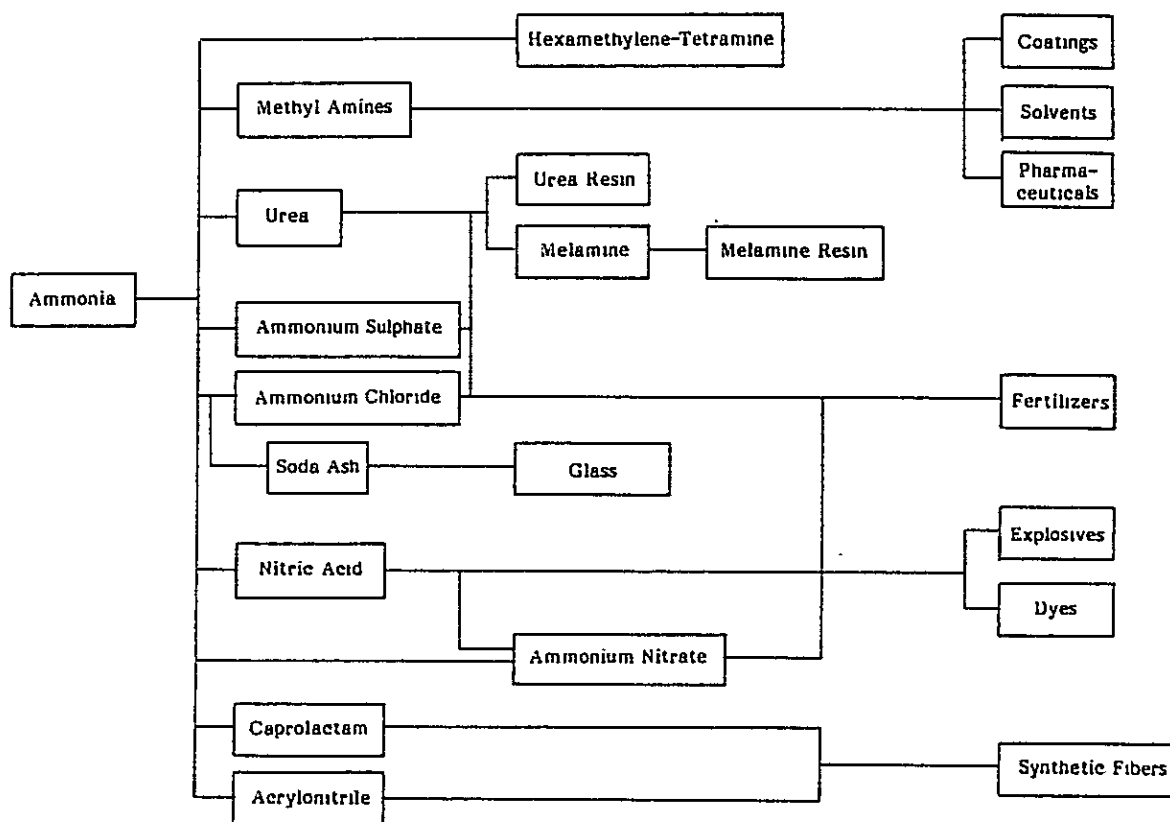 Hexamethylene-Tetramine
Coatings
Methyl Amines
Solvents
Pharma-
ceuticals
Urea Resin
Urea
Melamine
Melamine Resin
Ammonia
Ammonium Sulphate
Ammonium Chloride
Fertilizers
Soda Ash
Glass
Explosives
Nitric Acid
Dyes
Ammonium Nitrate
Caprolactam
Synthetic Fibers
Acrylonitrile